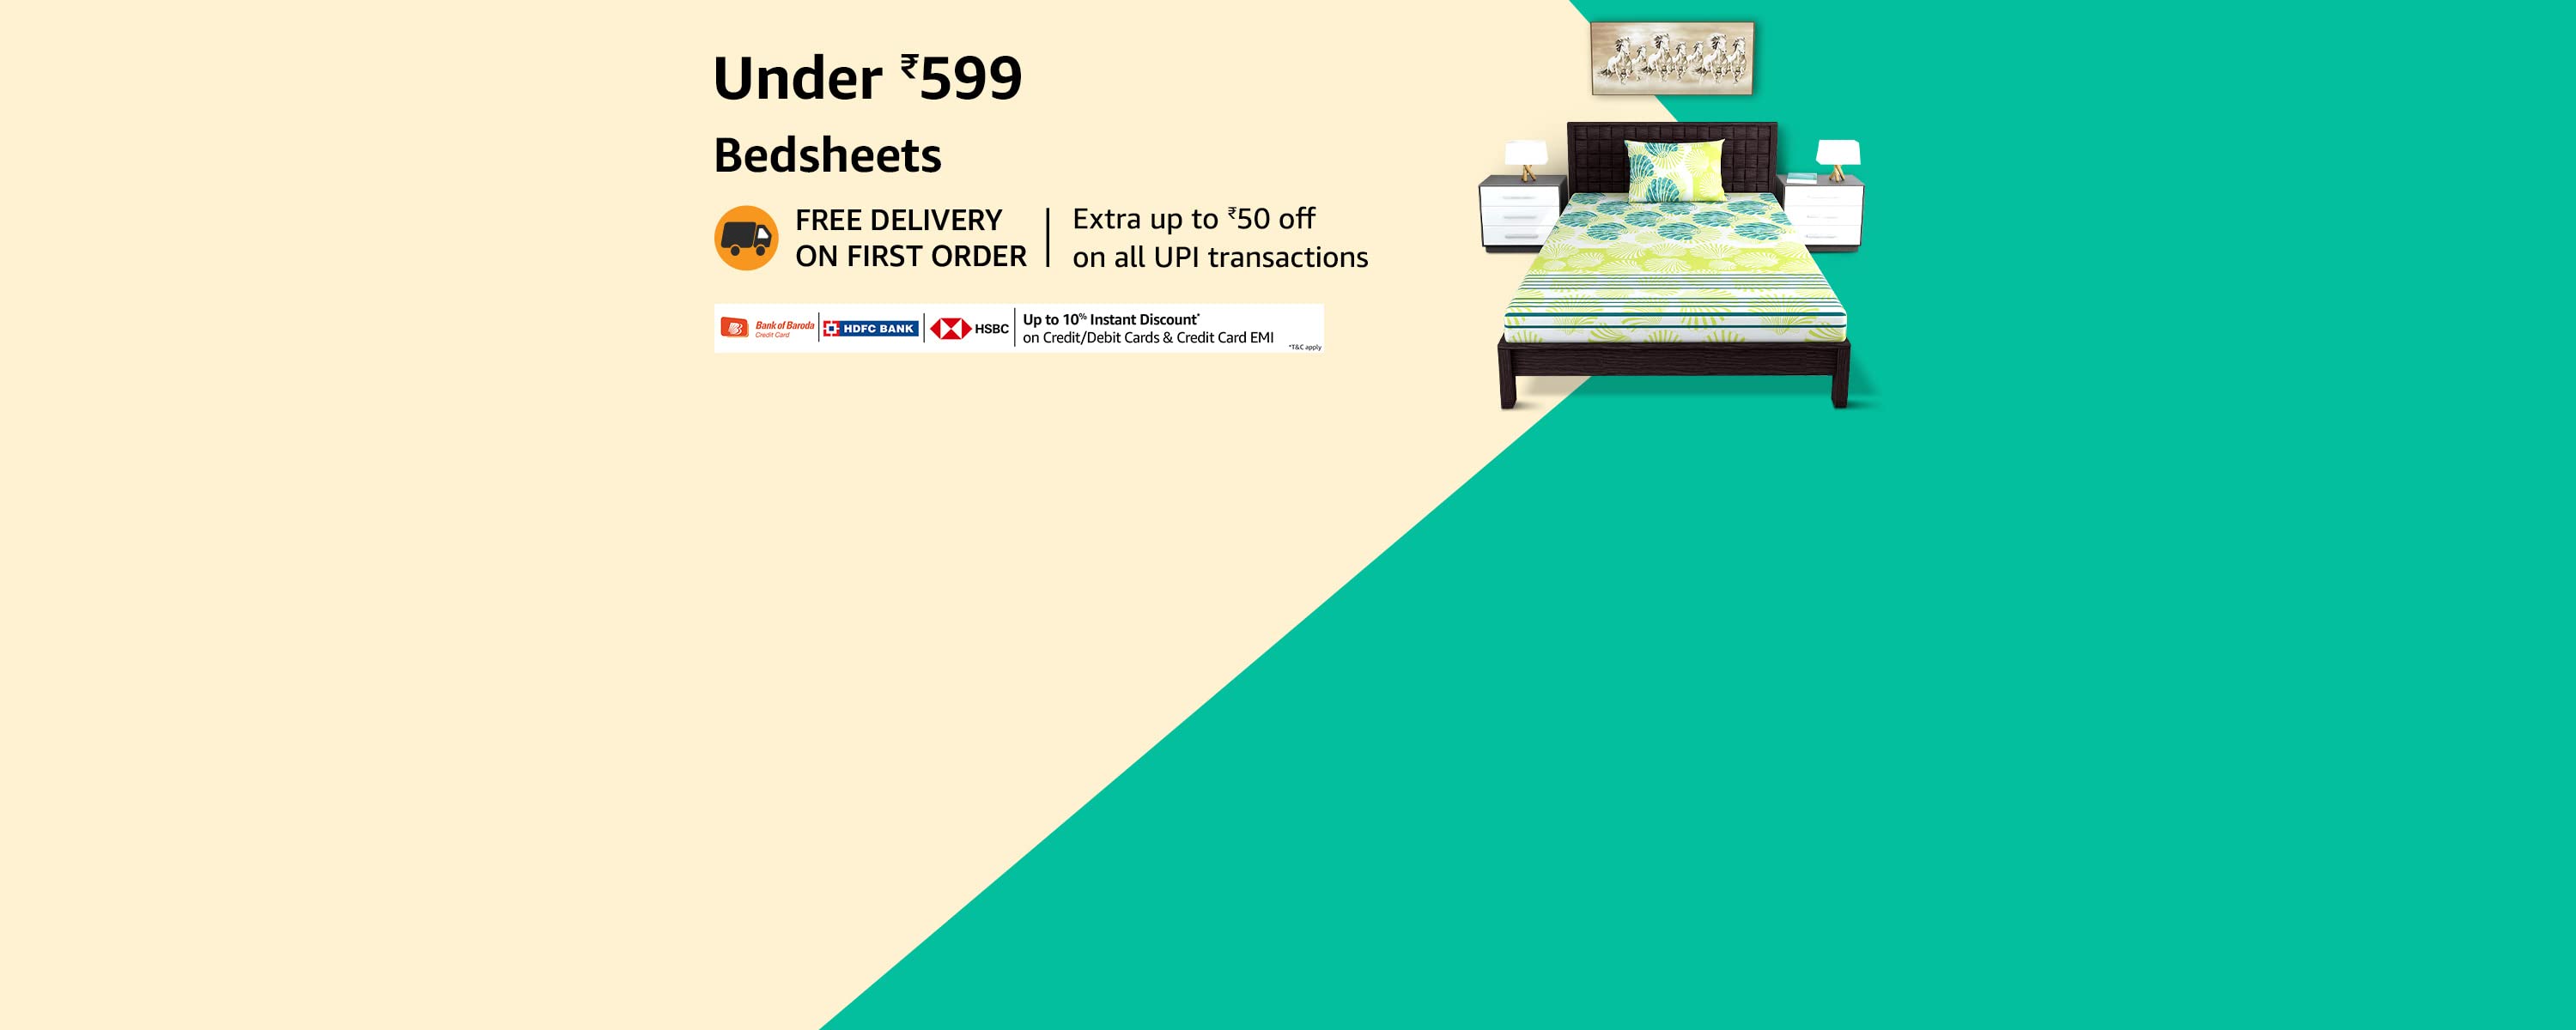 Under ₹599
Bedsheets
FREE DELIVERY
ON FIRST ORDER
Extra up to ₹50 off
on all UPI transactions
Bank of Baroda
Credit Card
HDFC BANK
HSBC
Up to 10% Instant Discount*
on Credit/Debit Cards & Credit Card EMI
*T&C apply